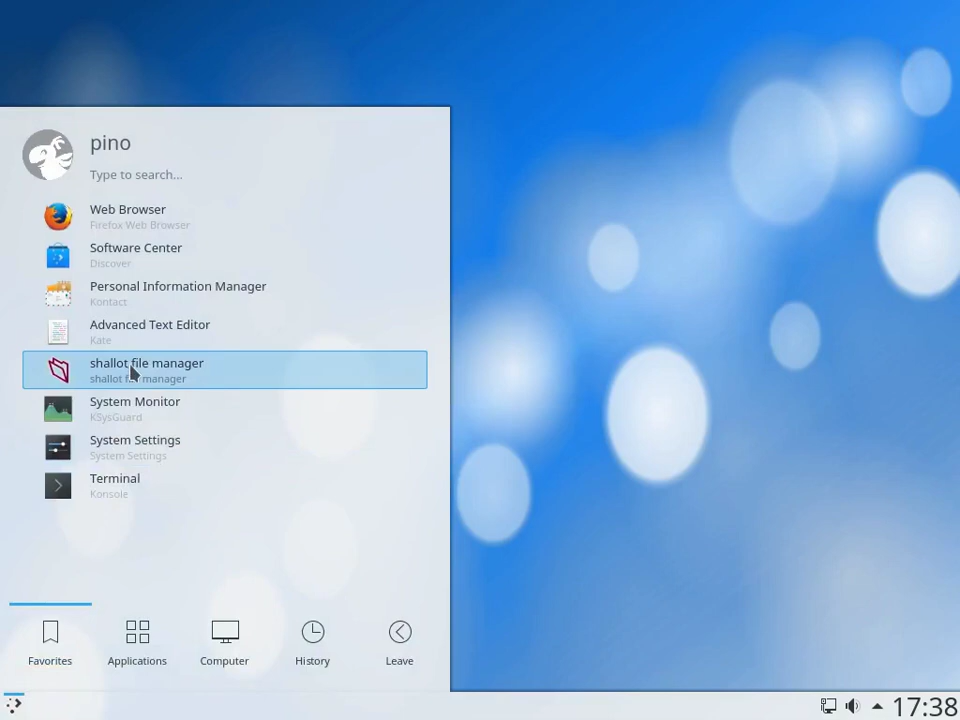 pino
Type to search...
Web Browser
Firefox Web Browser
Software Center
Discover
Personal Information Manager
Kontact
Advanced Text Editor
Kate
shallot file manager
shallot file manager
System Monitor
KSysGuard
System Settings
System Settings
Terminal
Konsole
Favorites
Applications
Computer
History
Leave
17:38